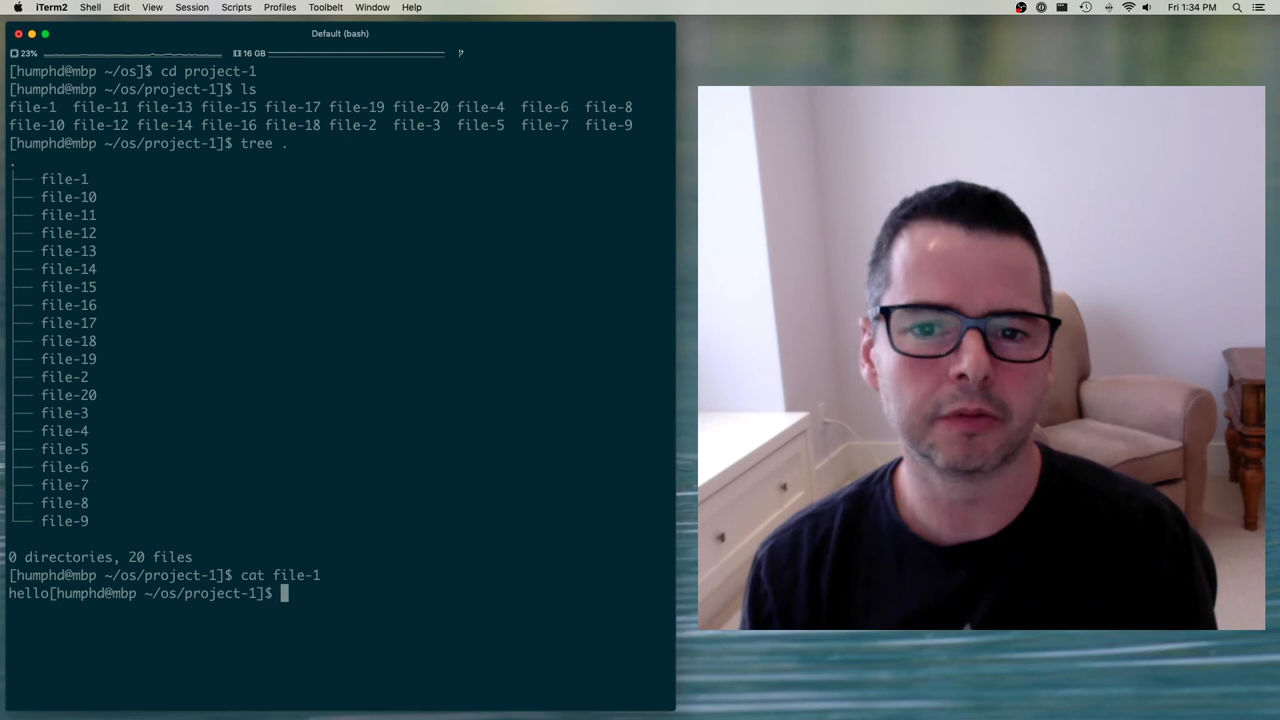 iTerm2 Shell Edit View Session Scripts Profiles Toolbelt Window Help Fri 1:34 PM
Default (bash)
23% 16 GB
[humphd@mbp ~/os]$ cd project-1
[humphd@mbp ~/os/project-1]$ ls
file-1 file-11 file-13 file-15 file-17 file-19 file-20 file-4 file-6 file-8
file-10 file-12 file-14 file-16 file-18 file-2 file-3 file-5 file-7 file-9
[humphd@mbp ~/os/project-1]$ tree .
.
├── file-1
├── file-10
├── file-11
├── file-12
├── file-13
├── file-14
├── file-15
├── file-16
├── file-17
├── file-18
├── file-19
├── file-2
├── file-20
├── file-3
├── file-4
├── file-5
├── file-6
├── file-7
├── file-8
└── file-9
0 directories, 20 files
[humphd@mbp ~/os/project-1]$ cat file-1
hello[humphd@mbp ~/os/project-1]$